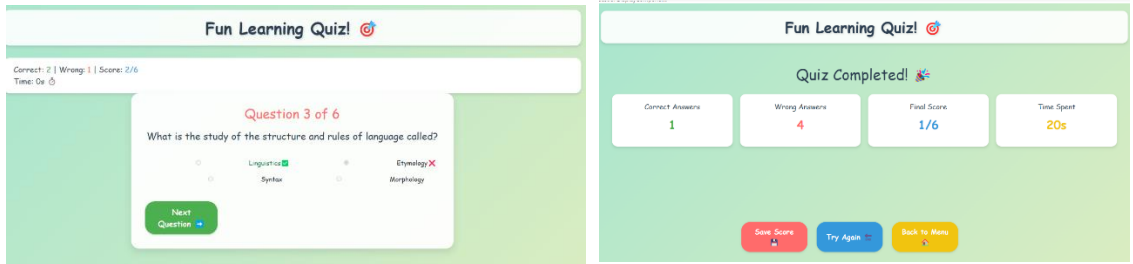 Fun Learning Quiz! 🎯
Correct: 2 | Wrong: 1 | Score: 2/6
Time: 0s ⏱
Question 3 of 6
What is the study of the structure and rules of language called?
Linguistics✅ Etymology❌
Syntax Morphology
Next
Question ➡
Fun Learning Quiz! 🎯
Quiz Completed! 🎉
Correct Answers Wrong Answers Final Score Time Spent
1 4 1/6 20s
Save Score Try Again Back to Menu